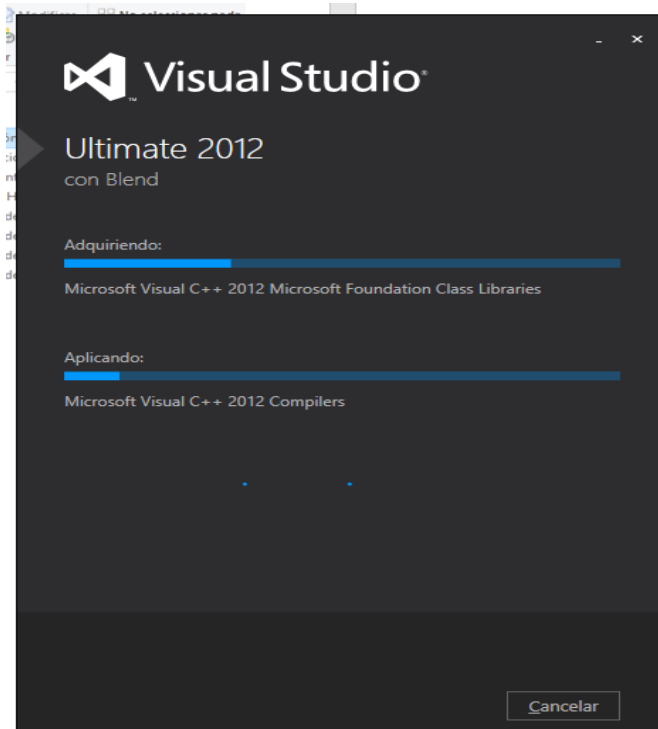 Visual Studio
Ultimate 2012
con Blend
Adquiriendo:
Microsoft Visual C++ 2012 Microsoft Foundation Class Libraries
Aplicando:
Microsoft Visual C++ 2012 Compilers
Cancelar